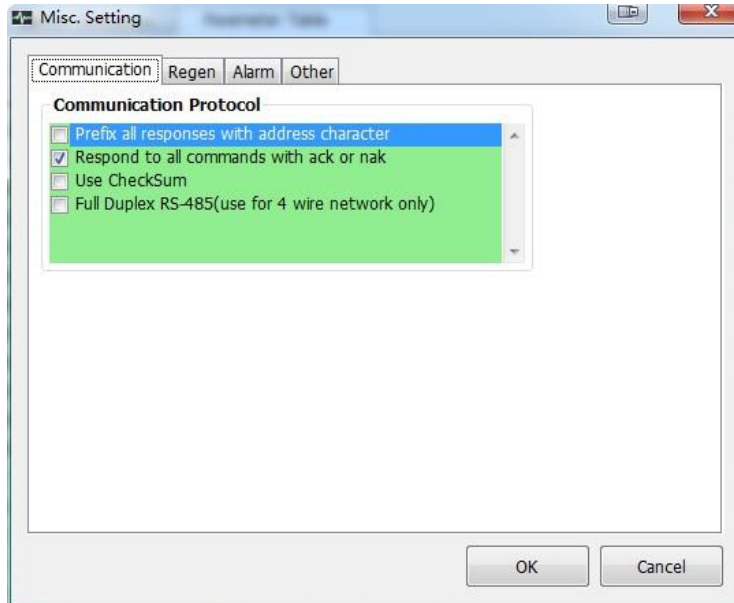 Misc. Setting
Communication Regen Alarm Other
Communication Protocol
Prefix all responses with address character
Respond to all commands with ack or nak
Use CheckSum
Full Duplex RS-485(use for 4 wire network only)
OK Cancel